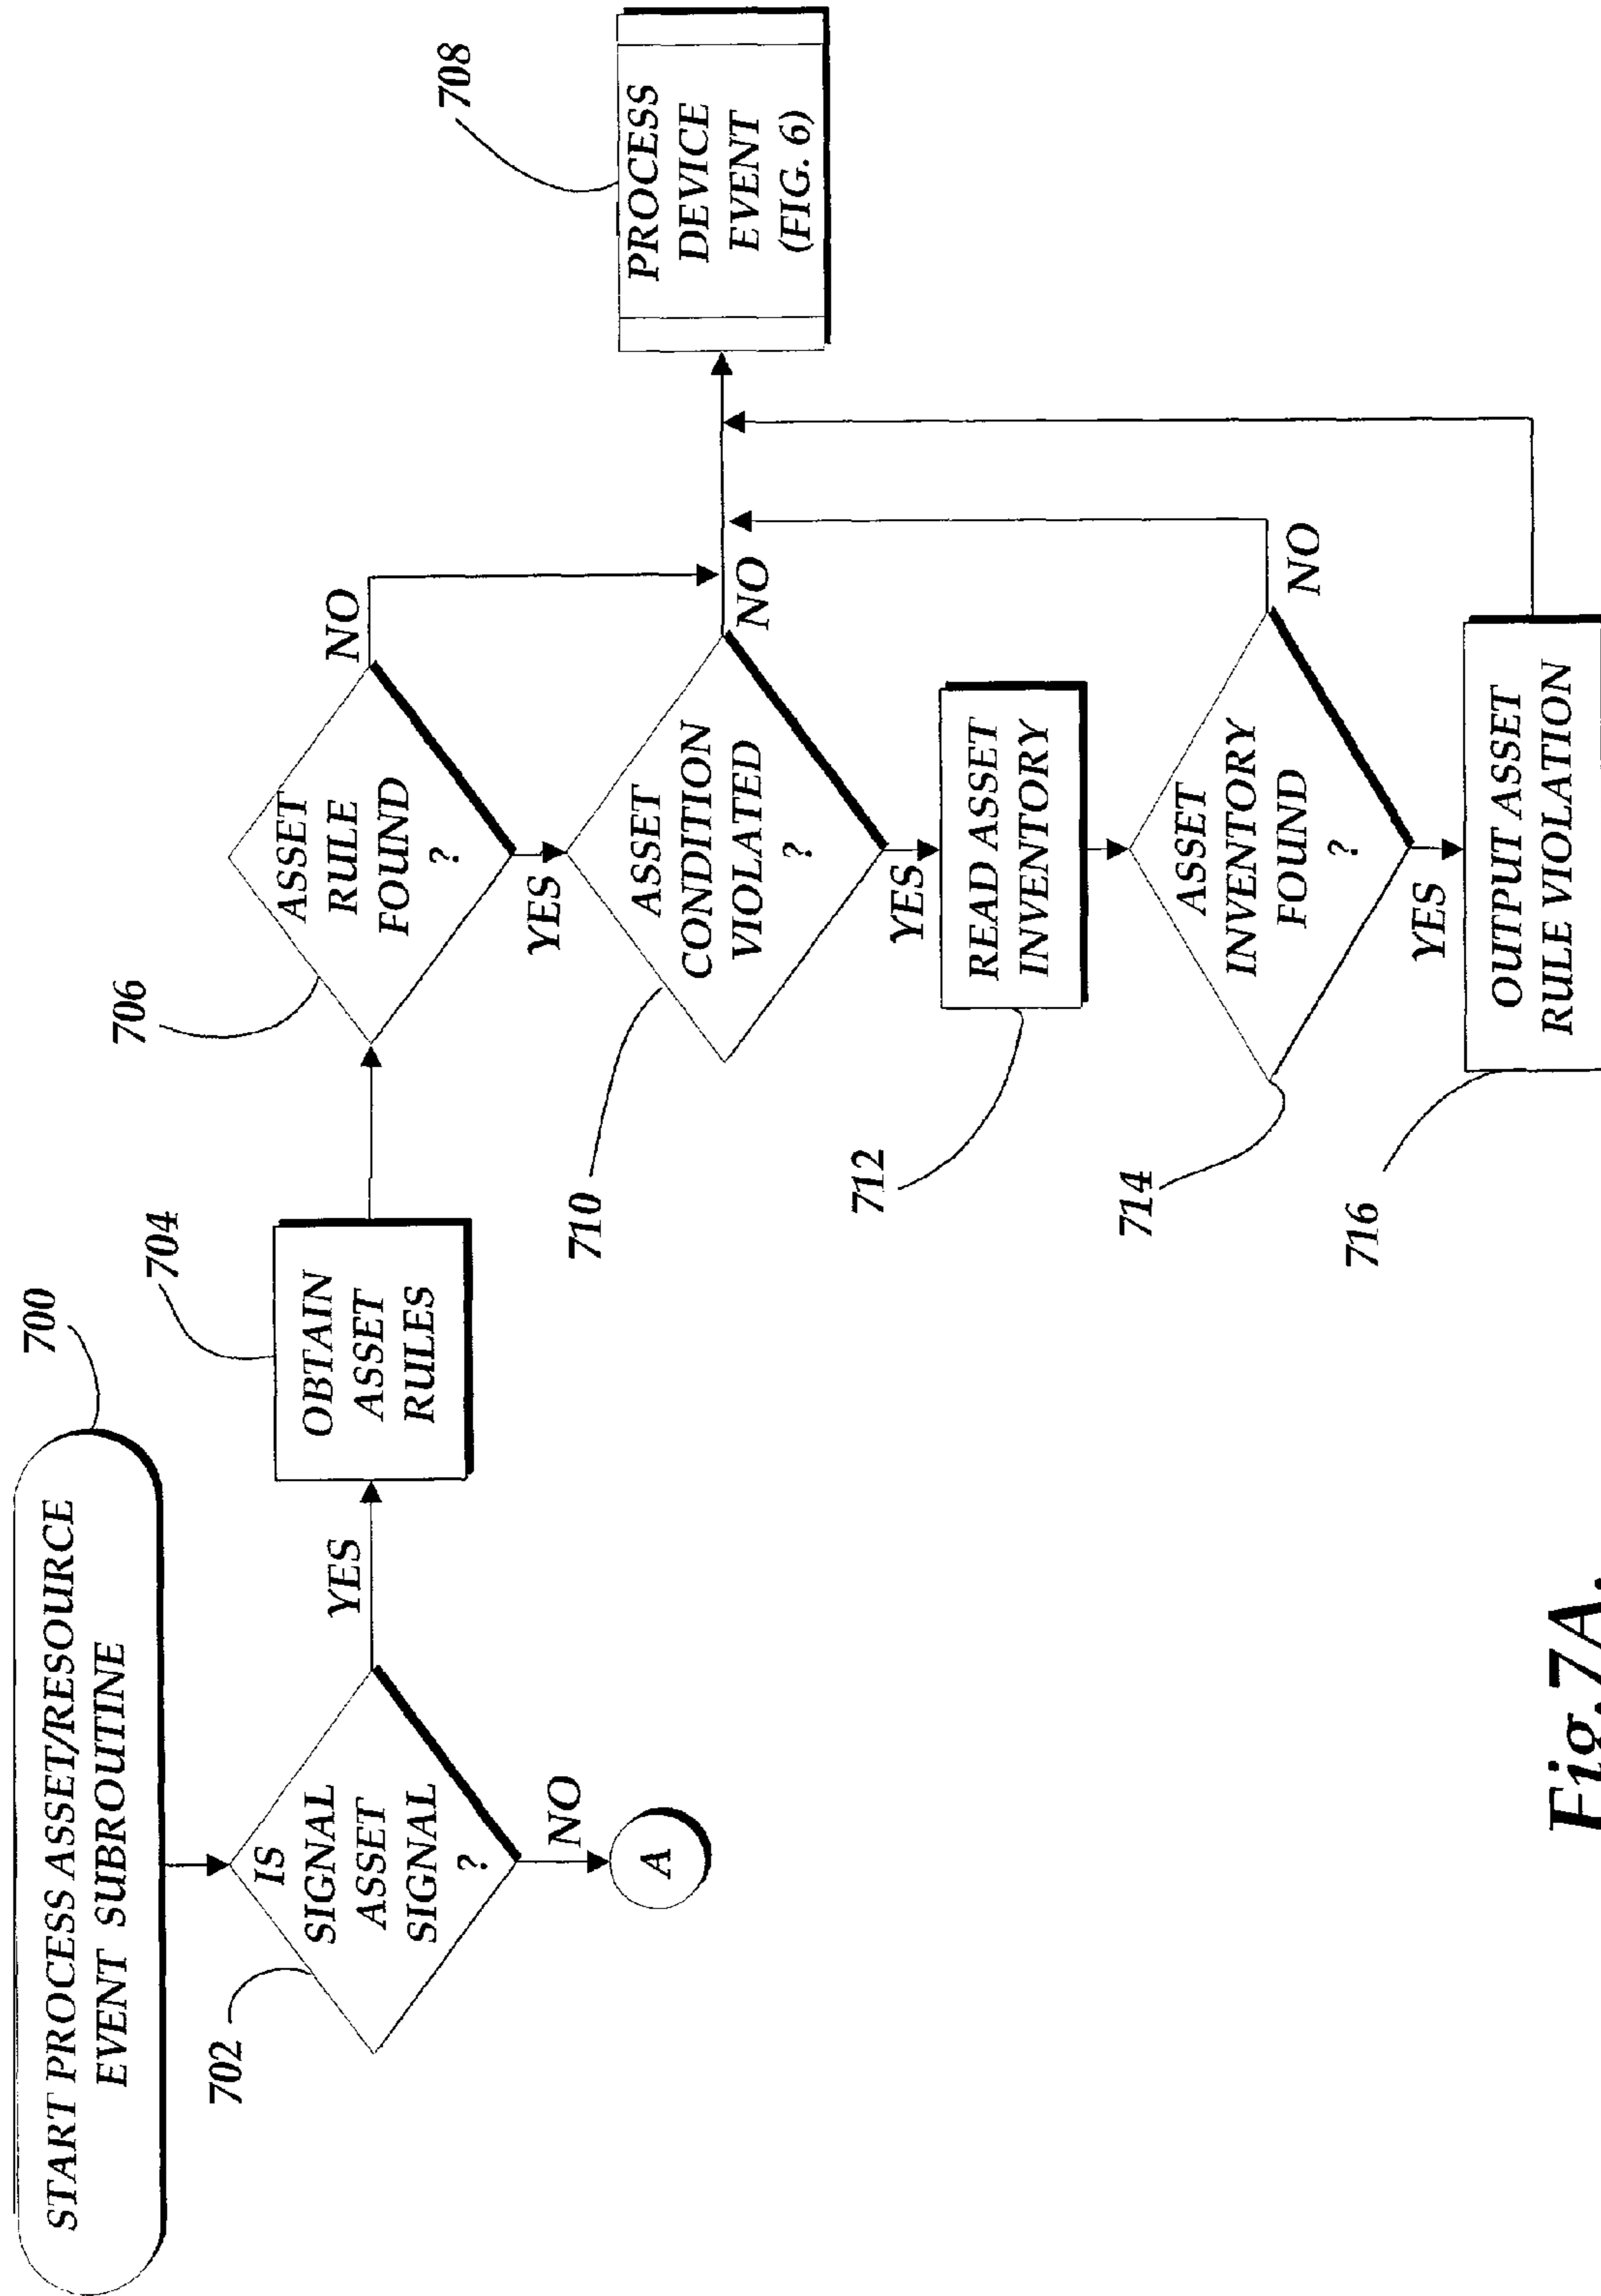 700
START PROCESS ASSET/RESOURCE
EVENT SUBROUTINE
702
IS
SIGNAL
ASSET
SIGNAL
?
YES
NO
A
704
OBTAIN
ASSET
RULES
706
ASSET
RULE
FOUND
?
NO
YES
708
PROCESS
DEVICE
EVENT
(FIG. 6)
710
ASSET
CONDITION
VIOLATED
?
NO
YES
712
READ ASSET
INVENTORY
714
ASSET
INVENTORY
FOUND
?
NO
YES
716
OUTPUT ASSET
RULE VIOLATION
Fig.7A.